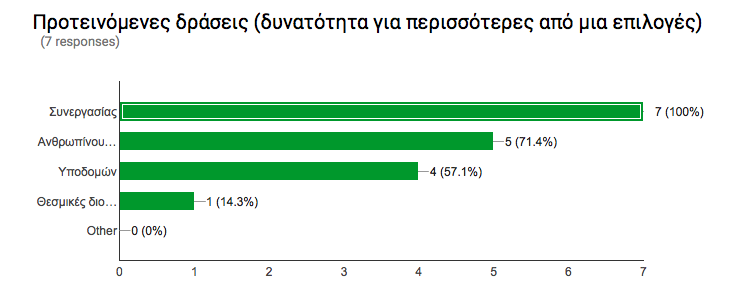 Προτεινόμενες δράσεις (δυνατότητα για περισσότερες από μια επιλογές)
(7 responses)
Συνεργασίας 7 (100%)
Ανθρωπίνου… 5 (71.4%)
Υποδομών 4 (57.1%)
Θεσμικές διο… 1 (14.3%)
Other 0 (0%)
0 1 2 3 4 5 6 7